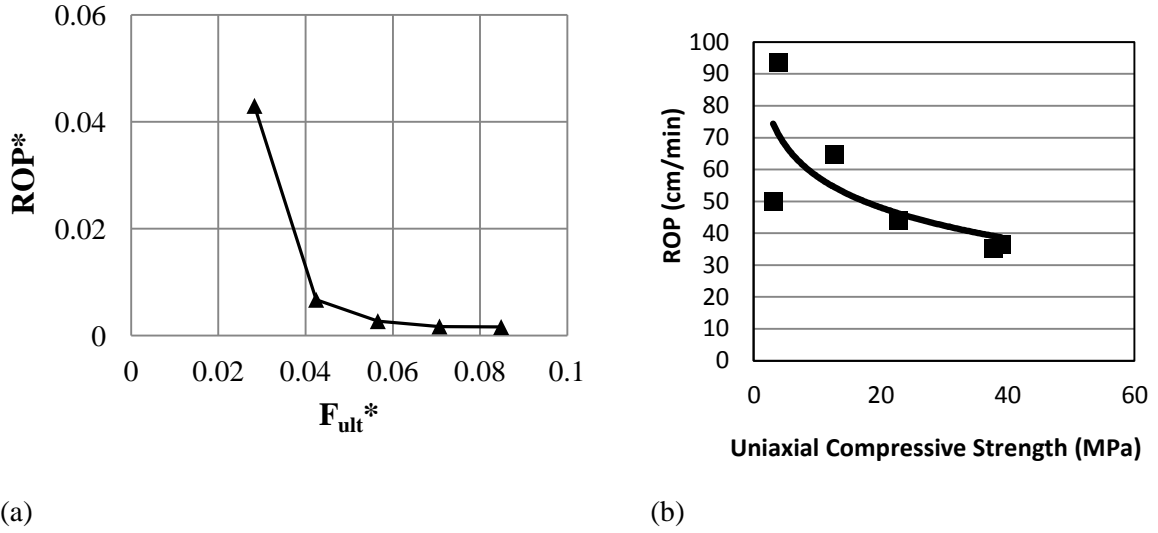 0.06
0.04
0.02
0
ROP*
0 0.02 0.04 0.06 0.08 0.1
Fult*
(a)
100
90
80
70
60
50
40
30
20
10
0
ROP (cm/min)
0 20 40 60
Uniaxial Compressive Strength (MPa)
(b)